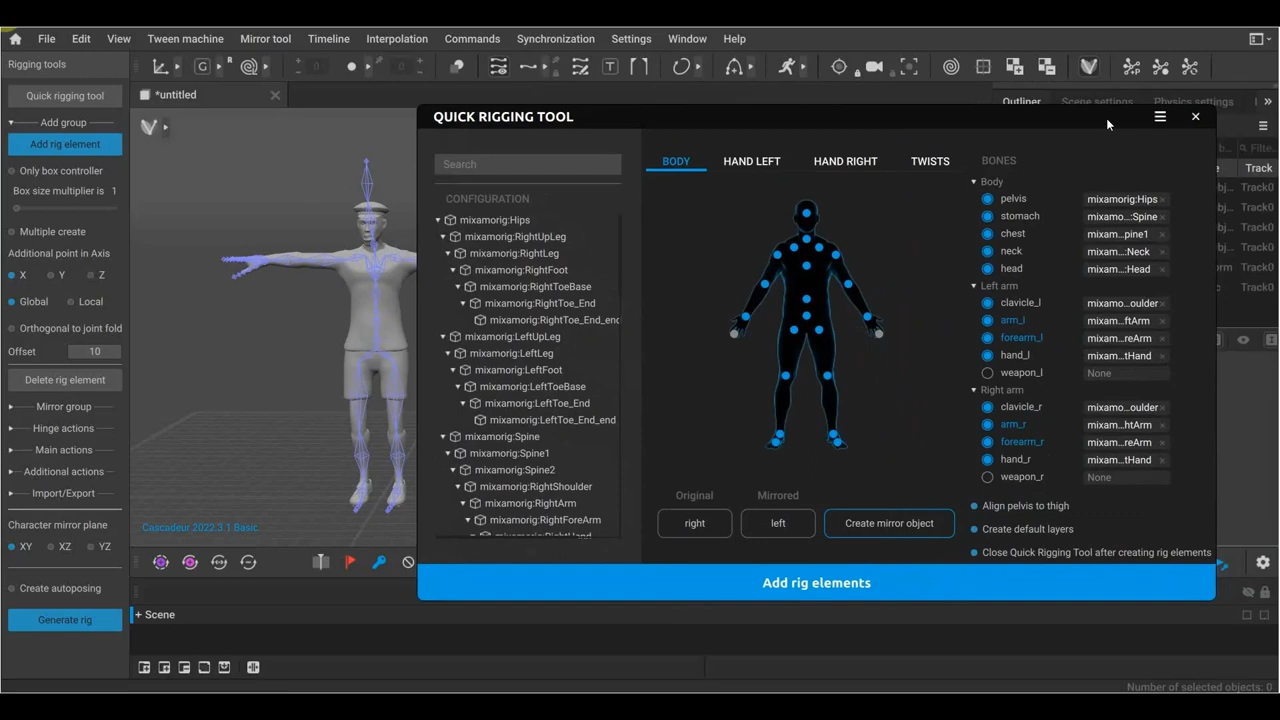 File Edit View Tween machine Mirror tool Timeline Interpolation Commands Synchronization Settings Window Help
Rigging tools
G R
T
*untitled
Outliner Scene settings Physics settings »
Quick rigging tool
Add group
Add rig element
Only box controller
Box size multiplier is 1
Multiple create
Additional point in Axis
X Y Z
Global Local
Orthogonal to joint fold
Offset 10
Delete rig element
Mirror group
Hinge actions
Main actions
Additional actions
Import/Export
Character mirror plane
XY XZ YZ
Create autoposing
Generate rig
Cascadeur 2022.3.1 Basic
QUICK RIGGING TOOL
Search
CONFIGURATION
mixamorig:Hips
mixamorig:RightUpLeg
mixamorig:RightLeg
mixamorig:RightFoot
mixamorig:RightToeBase
mixamorig:RightToe_End
mixamorig:RightToe_End_end
mixamorig:LeftUpLeg
mixamorig:LeftLeg
mixamorig:LeftFoot
mixamorig:LeftToeBase
mixamorig:LeftToe_End
mixamorig:LeftToe_End_end
mixamorig:Spine
mixamorig:Spine1
mixamorig:Spine2
mixamorig:RightShoulder
mixamorig:RightArm
mixamorig:RightForeArm
mixamorig:RightHand
BODY HAND LEFT HAND RIGHT TWISTS
Original Mirrored
right left Create mirror object
BONES
Body
pelvis mixamorig:Hips
stomach mixamo...:Spine
chest mixam...pine1
neck mixam...:Neck
head mixam...:Head
Left arm
clavicle_l mixamo...oulder
arm_l mixam...ftArm
forearm_l mixam...reArm
hand_l mixam...tHand
weapon_l None
Right arm
clavicle_r mixamo...oulder
arm_r mixam...htArm
forearm_r mixam...reArm
hand_r mixam...tHand
weapon_r None
Align pelvis to thigh
Create default layers
Close Quick Rigging Tool after creating rig elements
Add rig elements
Filte...
Track
Track0
Track0
Track0
Track0
Track0
+ Scene
Number of selected objects: 0